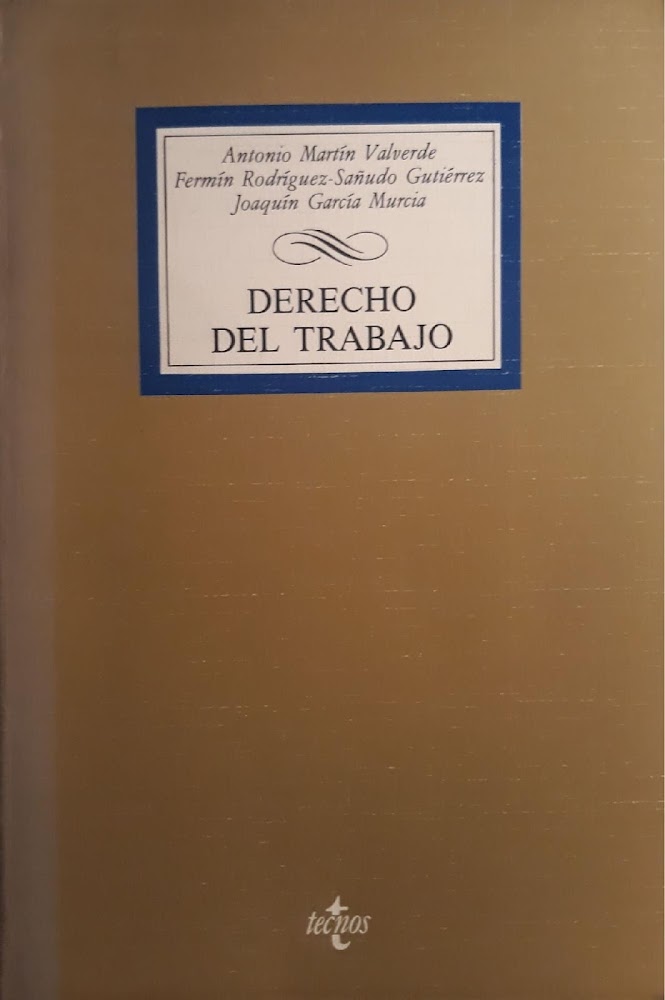 Antonio Martín Valverde
Fermín Rodríguez-Sañudo Gutiérrez
Joaquín García Murcia
DERECHO
DEL TRABAJO
tecnos